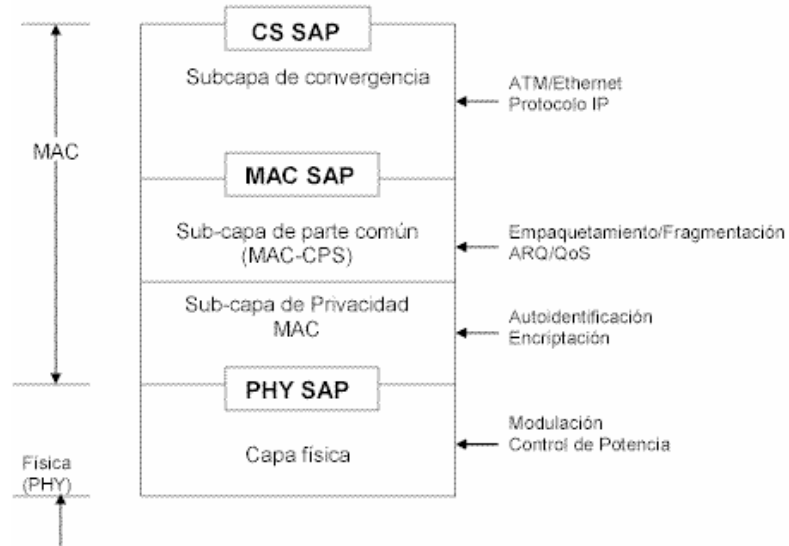 CS SAP
Subcapa de convergencia
ATM/Ethernet
Protocolo IP
MAC
MAC SAP
Sub-capa de parte común
(MAC-CPS)
Empaquetamiento/Fragmentación
ARQ/QoS
Sub-capa de Privacidad
MAC
Autoidentificación
Encriptación
PHY SAP
Capa física
Modulación
Control de Potencia
Física
(PHY)